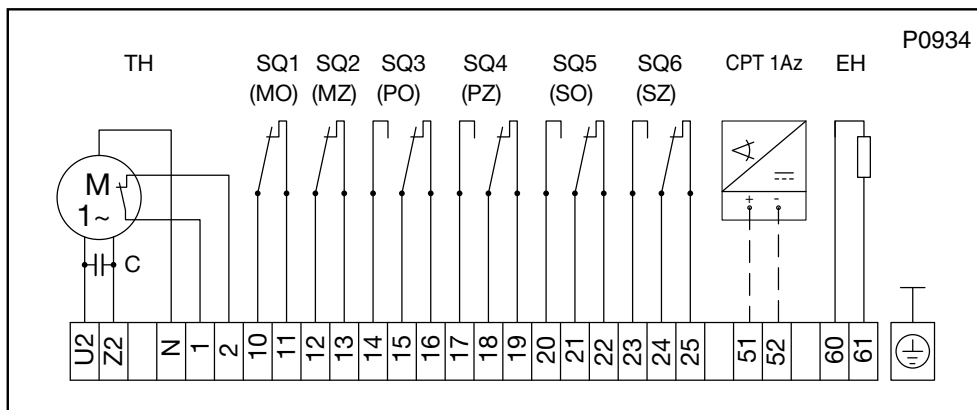 P0934
TH SQ1 SQ2 SQ3 SQ4 SQ5 SQ6 CPT 1Az EH
(MO) (MZ) (PO) (PZ) (SO) (SZ)
M
1~
+ -
C
U2 Z2 N 1 2 10 11 12 13 14 15 16 17 18 19 20 21 22 23 24 25 51 52 60 61